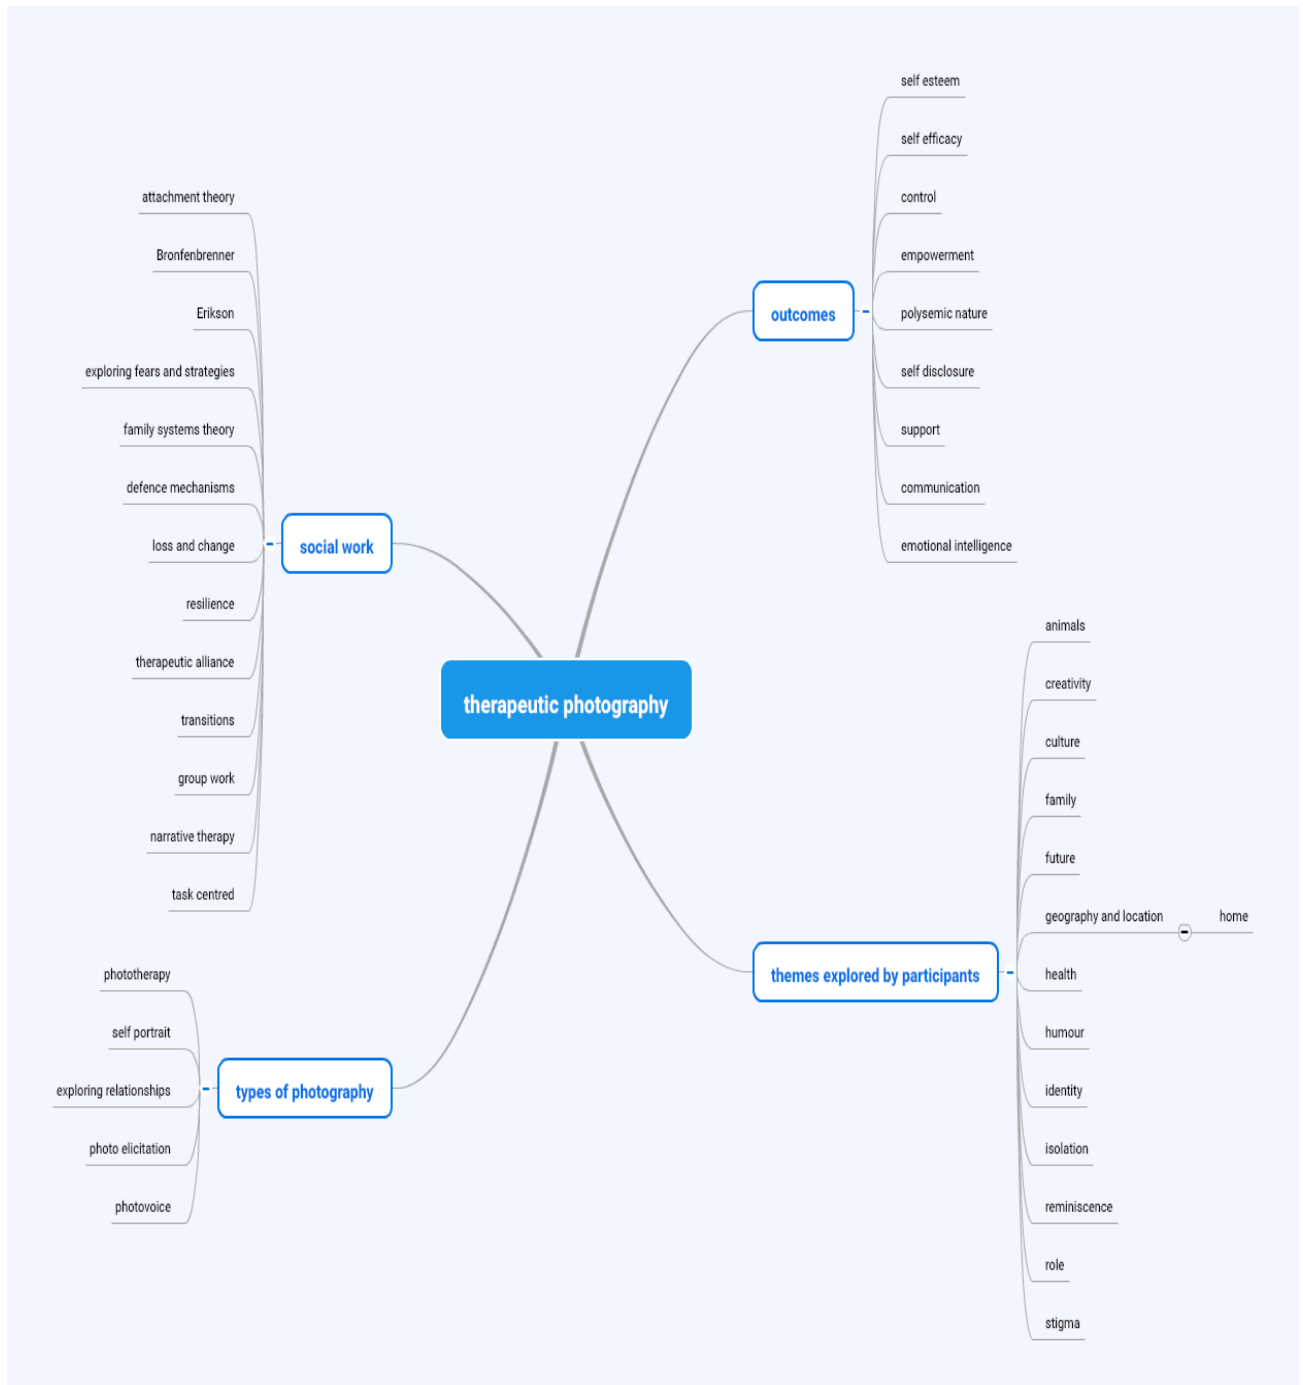 therapeutic photography
social work
attachment theory
Bronfenbrenner
Erikson
exploring fears and strategies
family systems theory
defence mechanisms
loss and change
resilience
therapeutic alliance
transitions
group work
narrative therapy
task centred
types of photography
phototherapy
self portrait
exploring relationships
photo elicitation
photovoice
outcomes
self esteem
self efficacy
control
empowerment
polysemic nature
self disclosure
support
communication
emotional intelligence
themes explored by participants
animals
creativity
culture
family
future
geography and location
home
health
humour
identity
isolation
reminiscence
role
stigma